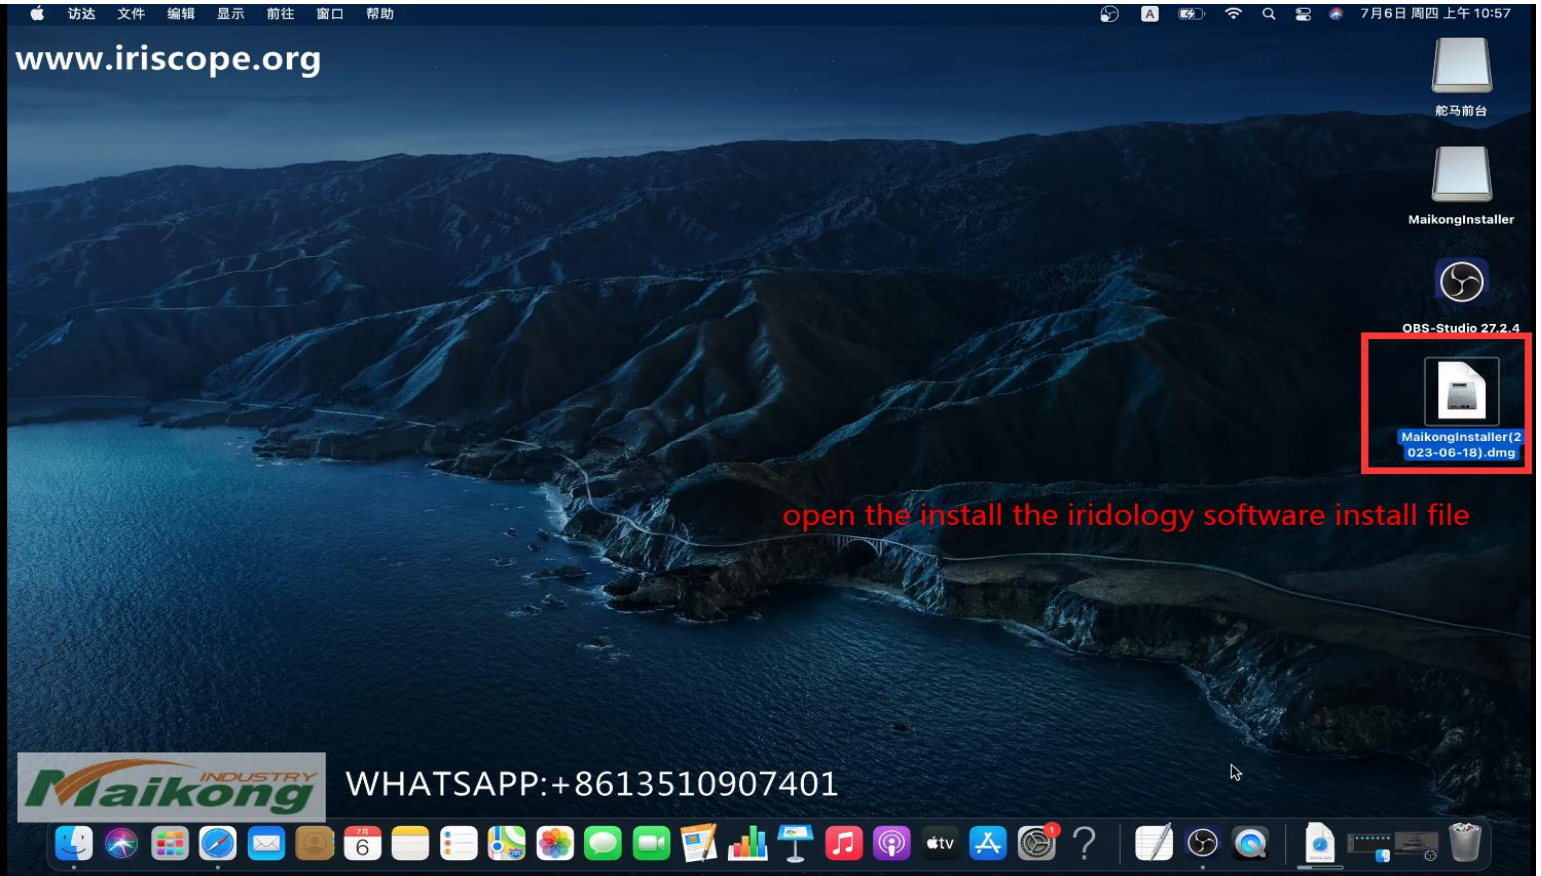 访达 文件 编辑 显示 前往 窗口 帮助 A 7月6日 周四 上午10:57
www.iriscope.org
舵马前台
MaikongInstaller
OBS-Studio 27.2.4
MaikongInstaller(2
023-06-18).dmg
open the install the iridology software install file
INDUSTRY
Maikong
WHATSAPP:+8613510907401
7月
6
tv
1
?